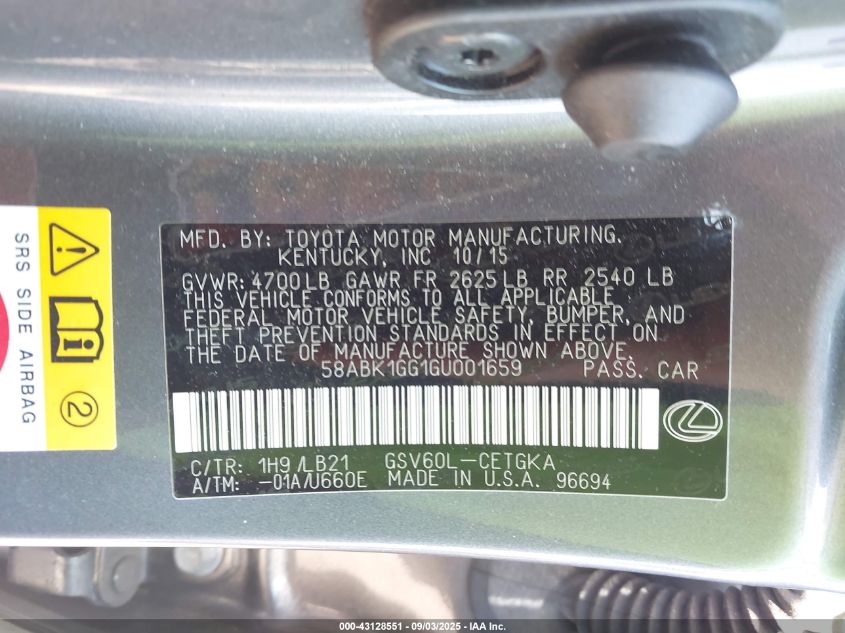 MFD. BY: TOYOTA MOTOR MANUFACTURING,
KENTUCKY, INC 10/15
GVWR: 4700LB GAWR FR 2625LB RR 2540 LB
THIS VEHICLE CONFORMS TO ALL APPLICABLE
FEDERAL MOTOR VEHICLE SAFETY, BUMPER, AND
THEFT PREVENTION STANDARDS IN EFFECT ON
THE DATE OF MANUFACTURE SHOWN ABOVE.
58ABK1GG1GU001659 PASS. CAR
C/TR: 1H9 /LB21 GSV60L-CETGKA
A/TM: -01A/U660E MADE IN U.S.A. 96694
SRS SIDE AIRBAG
2
000-43128551 - 09/03/2025 - IAA Inc.